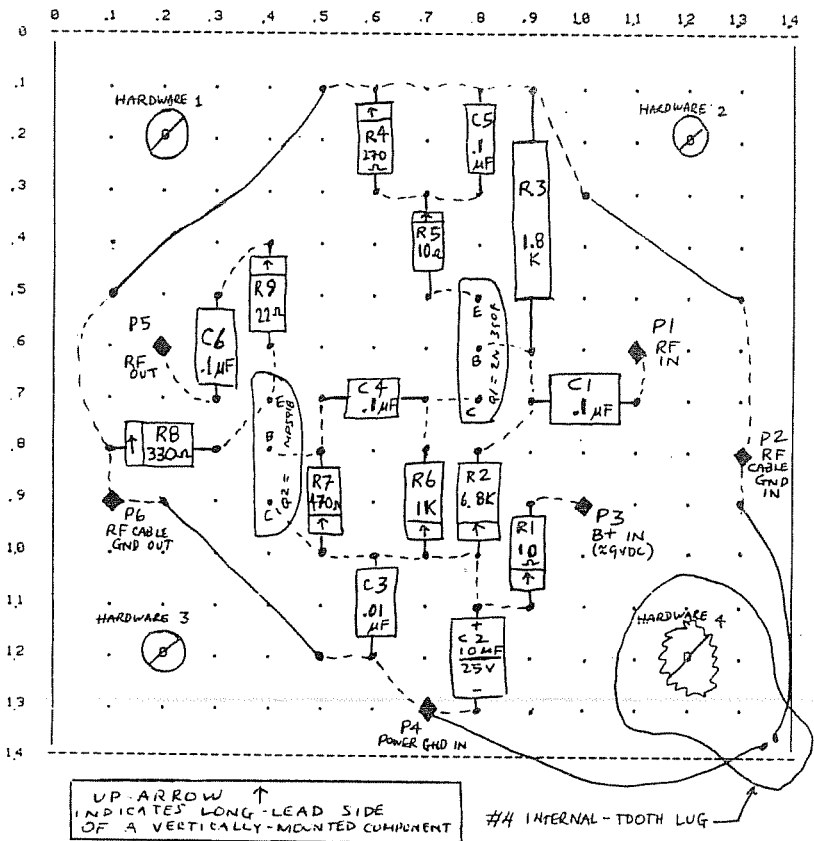 0 .1 .2 .3 .4 .5 .6 .7 .8 .9 1.0 1.1 1.2 1.3 1.4
0
.1
.2
.3
.4
.5
.6
.7
.8
.9
1.0
1.1
1.2
1.3
1.4
HARDWARE 1
HARDWARE 2
↑
R4
270
Ω
C5
.1
μF
R3
1.8
K
↑
R5
10Ω
↑
R9
22Ω
P5
RF
OUT
C6
.1μF
E
B
C
Q1 =
P1
RF
IN
C4
.1μF
C1
.1μF
E
B
C
Q2 =
↑ R8
330Ω
R7
470Ω
↑
R6
1K
↑
R2
6.8K
↑
P2
RF
CABLE
GND
IN
P6
RF CABLE
GND OUT
R1
10
Ω
↑
P3
B+ IN
(≈9VDC)
C3
.01
μF
HARDWARE 3
HARDWARE 4
+
C2
10μF
25V
-
P4
POWER GND IN
UP-ARROW ↑
INDICATES LONG-LEAD SIDE
OF A VERTICALLY-MOUNTED COMPONENT
#4 INTERNAL-TOOTH LUG